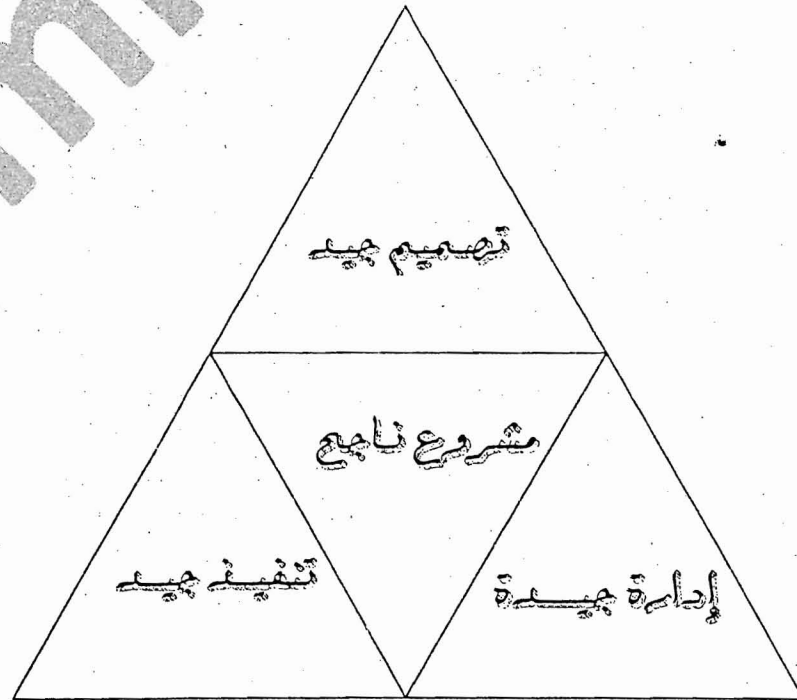 تصميم جيد
مشروع ناجح
إدارة جيدة
تنفيذ جيد